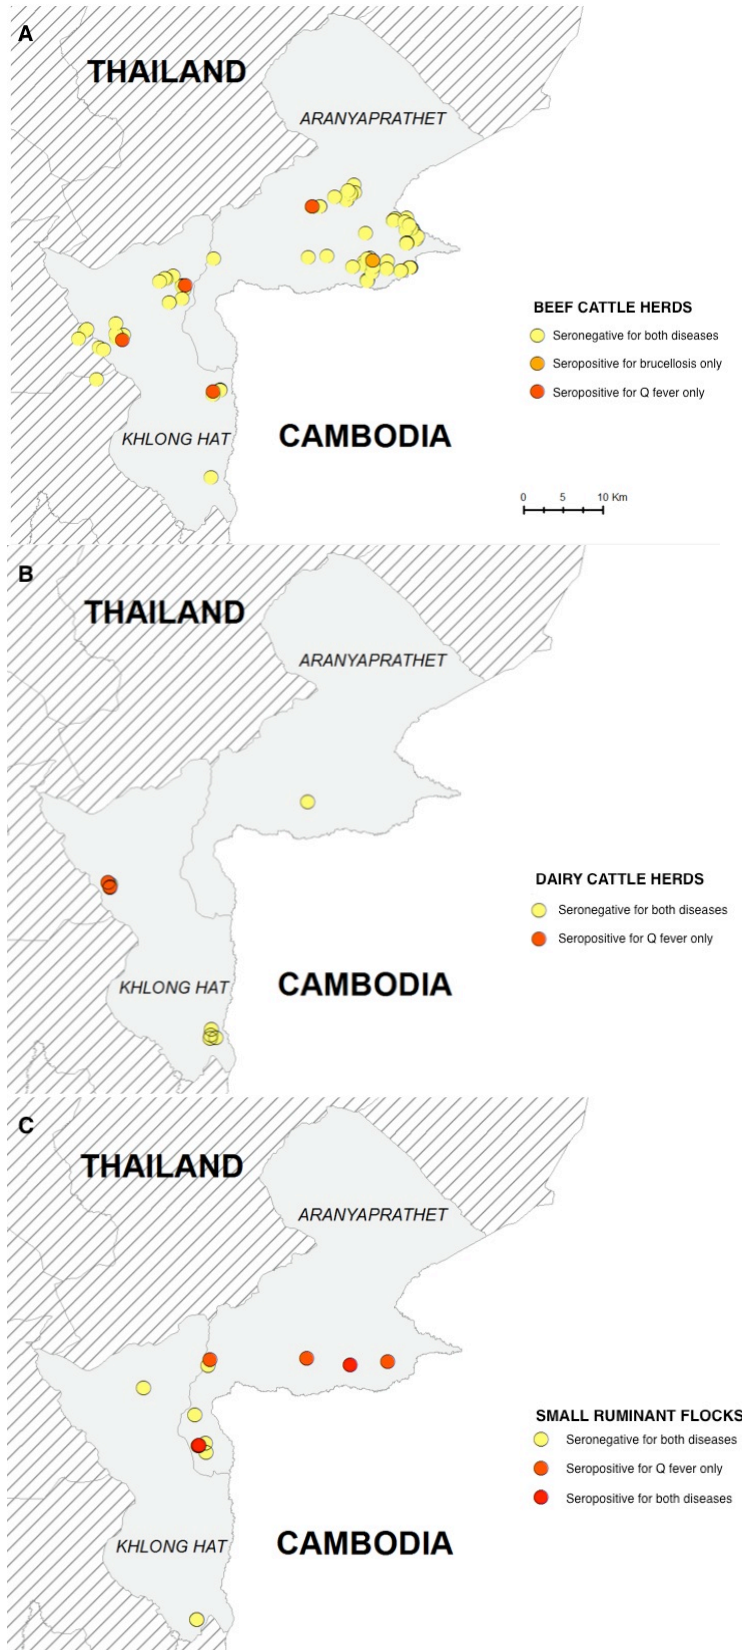 A
THAILAND
ARANYAPRATHET
BEEF CATTLE HERDS
Seronegative for both diseases
Seropositive for brucellosis only
Seropositive for Q fever only
KHLONG HAT
CAMBODIA
0 5 10 Km
B
THAILAND
ARANYAPRATHET
DAIRY CATTLE HERDS
Seronegative for both diseases
Seropositive for Q fever only
KHLONG HAT
CAMBODIA
C
THAILAND
ARANYAPRATHET
SMALL RUMINANT FLOCKS
Seronegative for both diseases
Seropositive for Q fever only
Seropositive for both diseases
KHLONG HAT
CAMBODIA